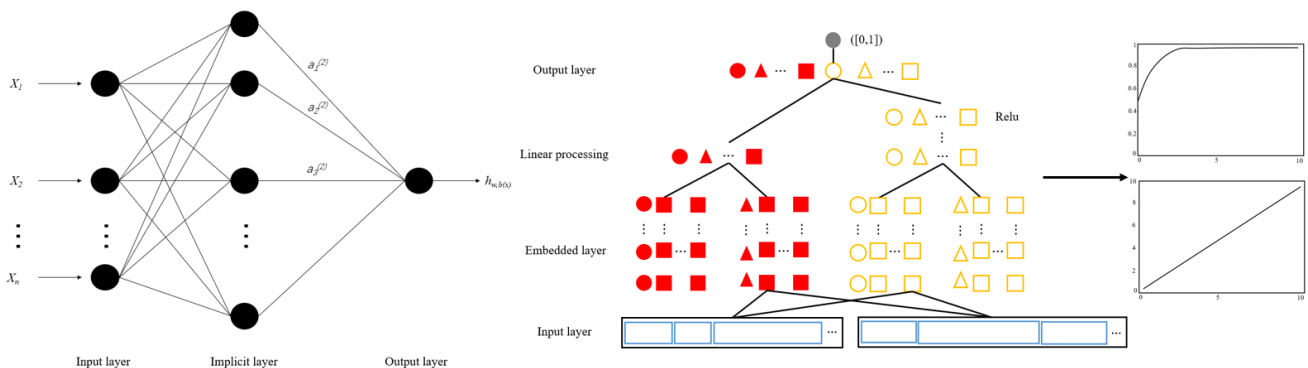 X1
X2
Xn
a1(2)
a2(2)
a3(2)
hw,b(x)
Input layer
Implicit layer
Output layer
([0,1])
Output layer
...
...
... Relu
Linear processing
...
...
Embedded layer
...
...
...
...
Input layer
...
...
1
0.8
0.6
0.4
0.2
0
0
5
10
10
8
6
4
2
0
0
5
10